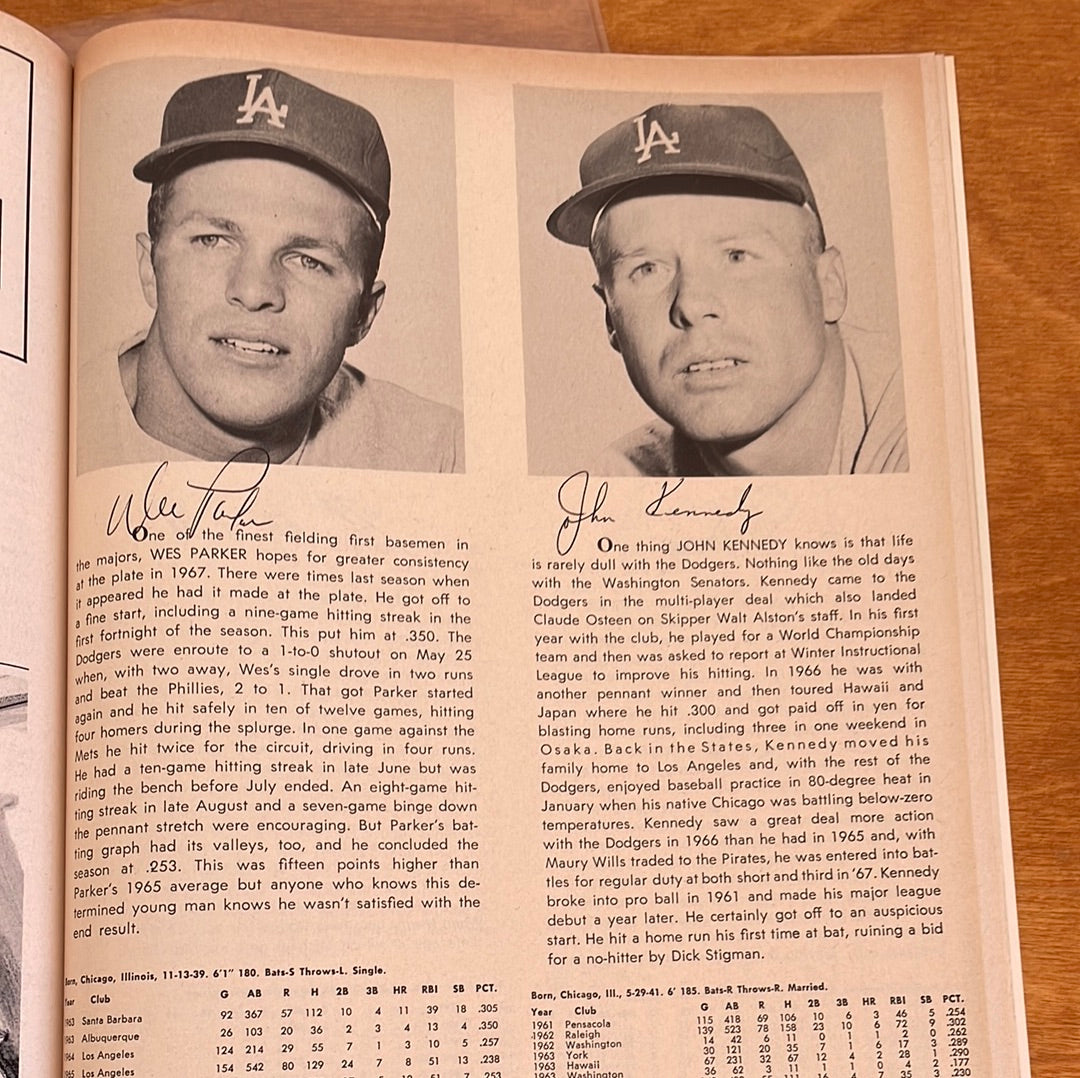 LA
Wes Parker
One of the finest fielding first basemen in
the majors, WES PARKER hopes for greater consistency
at the plate in 1967. There were times last season when
it appeared he had it made at the plate. He got off to
a fine start, including a nine-game hitting streak in the
first fortnight of the season. This put him at .350. The
Dodgers were enroute to a 1-to-0 shutout on May 25
when, with two away, Wes's single drove in two runs
and beat the Phillies, 2 to 1. That got Parker started
again and he hit safely in ten of twelve games, hitting
four homers during the splurge. In one game against the
Mets he hit twice for the circuit, driving in four runs.
He had a ten-game hitting streak in late June but was
riding the bench before July ended. An eight-game hit-
ting streak in late August and a seven-game binge down
the pennant stretch were encouraging. But Parker's bat-
ting graph had its valleys, too, and he concluded the
season at .253. This was fifteen points higher than
Parker's 1965 average but anyone who knows this de-
termined young man knows he wasn't satisfied with the
end result.
Born, Chicago, Illinois, 11-13-39. 6'1" 180. Bats-S Throws-L. Single.
Year Club G AB R H 2B 3B HR RBI SB PCT.
1963 Santa Barbara 92 367 57 112 10 4 11 39 18 .305
1963 Albuquerque 26 103 20 36 2 3 4 13 4 .350
1964 Los Angeles 124 214 29 55 7 1 3 10 5 .257
1965 Los Angeles 154 542 80 129 24 7 8 51 13 .238
51 7 .253
LA
John Kennedy
One thing JOHN KENNEDY knows is that life
is rarely dull with the Dodgers. Nothing like the old days
with the Washington Senators. Kennedy came to the
Dodgers in the multi-player deal which also landed
Claude Osteen on Skipper Walt Alston's staff. In his first
year with the club, he played for a World Championship
team and then was asked to report at Winter Instructional
League to improve his hitting. In 1966 he was with
another pennant winner and then toured Hawaii and
Japan where he hit .300 and got paid off in yen for
blasting home runs, including three in one weekend in
Osaka. Back in the States, Kennedy moved his
family home to Los Angeles and, with the rest of the
Dodgers, enjoyed baseball practice in 80-degree heat in
January when his native Chicago was battling below-zero
temperatures. Kennedy saw a great deal more action
with the Dodgers in 1966 than he had in 1965 and, with
Maury Wills traded to the Pirates, he was entered into bat-
tles for regular duty at both short and third in '67. Kennedy
broke into pro ball in 1961 and made his major league
debut a year later. He certainly got off to an auspicious
start. He hit a home run his first time at bat, ruining a bid
for a no-hitter by Dick Stigman.
Born, Chicago, Ill., 5-29-41. 6' 185. Bats-R Throws-R. Married.
Year Club G AB R H 2B 3B HR RBI SB PCT.
1961 Pensacola 115 418 69 106 10 6 3 46 5 .254
1962 Raleigh 139 523 78 158 23 10 6 72 9 .302
1962 Washington 14 42 6 11 0 1 1 2 0 .262
1963 York 30 121 20 35 7 1 6 17 3 .289
1963 Hawaii 67 231 32 67 12 4 2 28 1 .290
1963 Washington 36 62 3 11 1 1 0 4 2 .177
35 3 .230